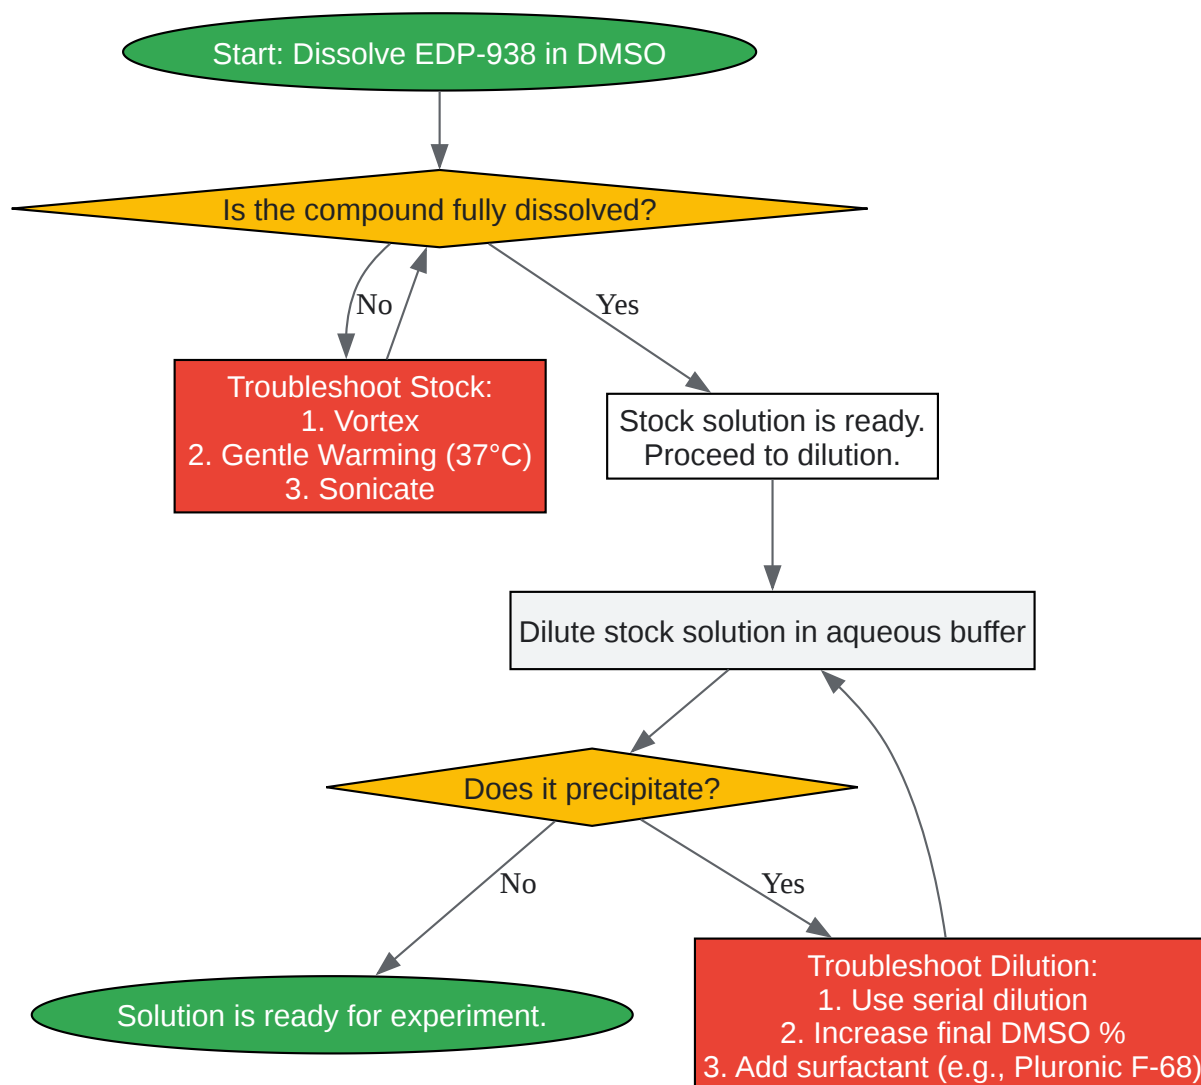 Start: Dissolve EDP-938 in DMSO
Is the compound fully dissolved?
No
Yes
Troubleshoot Stock:
1. Vortex
2. Gentle Warming (37°C)
3. Sonicate
Stock solution is ready.
Proceed to dilution.
Dilute stock solution in aqueous buffer
Does it precipitate?
No
Yes
Solution is ready for experiment.
Troubleshoot Dilution:
1. Use serial dilution
2. Increase final DMSO %
3. Add surfactant (e.g., Pluronic F-68)